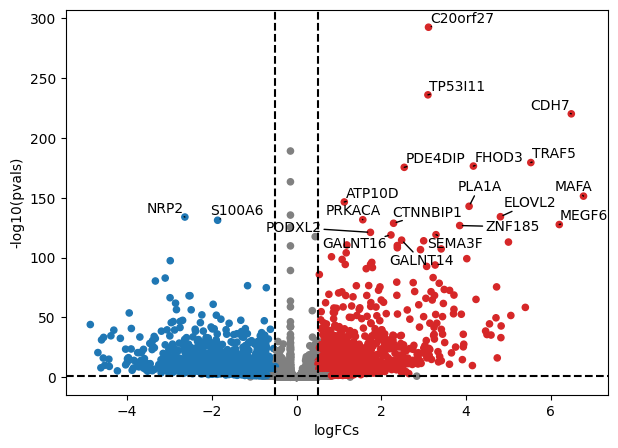 300
250
200
150
100
50
0
-log10(pvals)
C20orf27
TP53I11
CDH7
PDE4DIP
FHOD3
TRAF5
ATP10D
PLA1A
MAFA
ELOVL2
NRP2
S100A6
PRKACA
CTNNBIP1
MEGF6
PODXL2
ZNF185
GALNT16
SEMA3F
GALNT14
−4
−2
0
2
4
6
logFCs